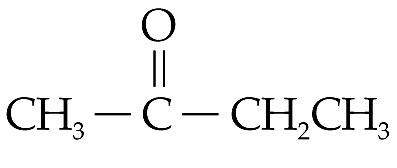 O
CH₃ — C — CH₂CH₃